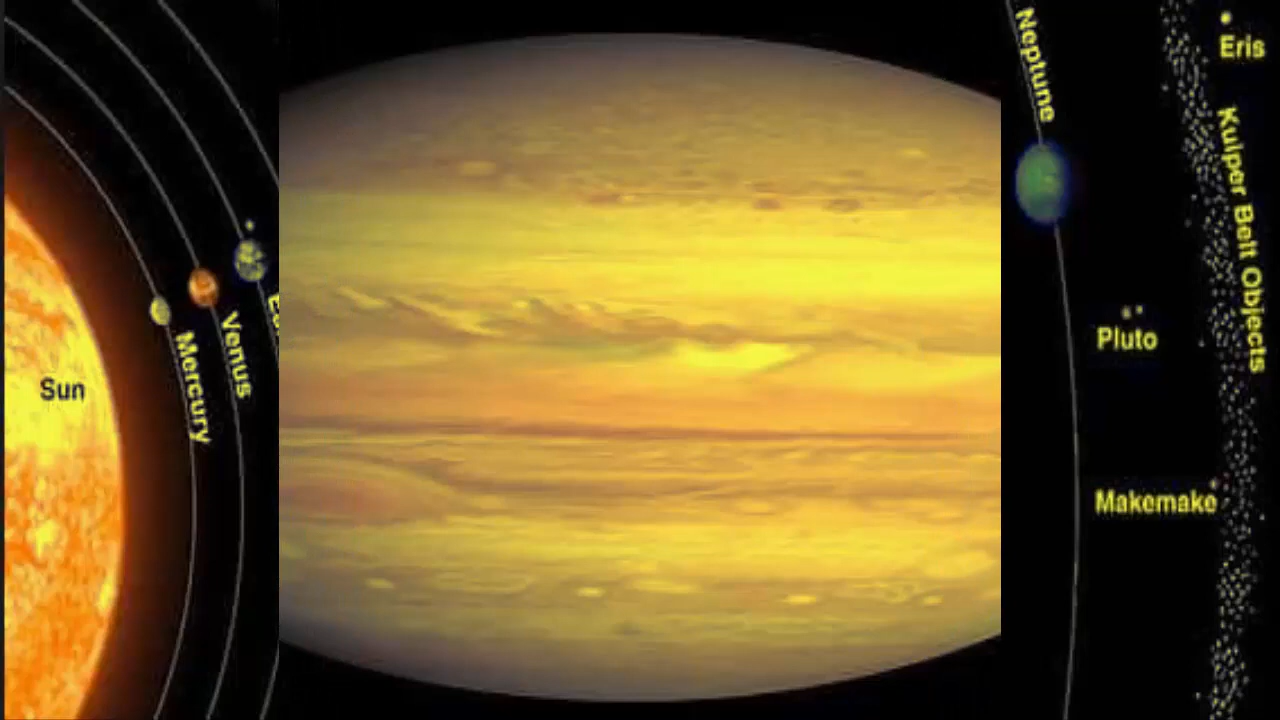 Sun
Mercury
Venus
Neptune
Eris
Kuiper Belt Objects
Pluto
Makemake